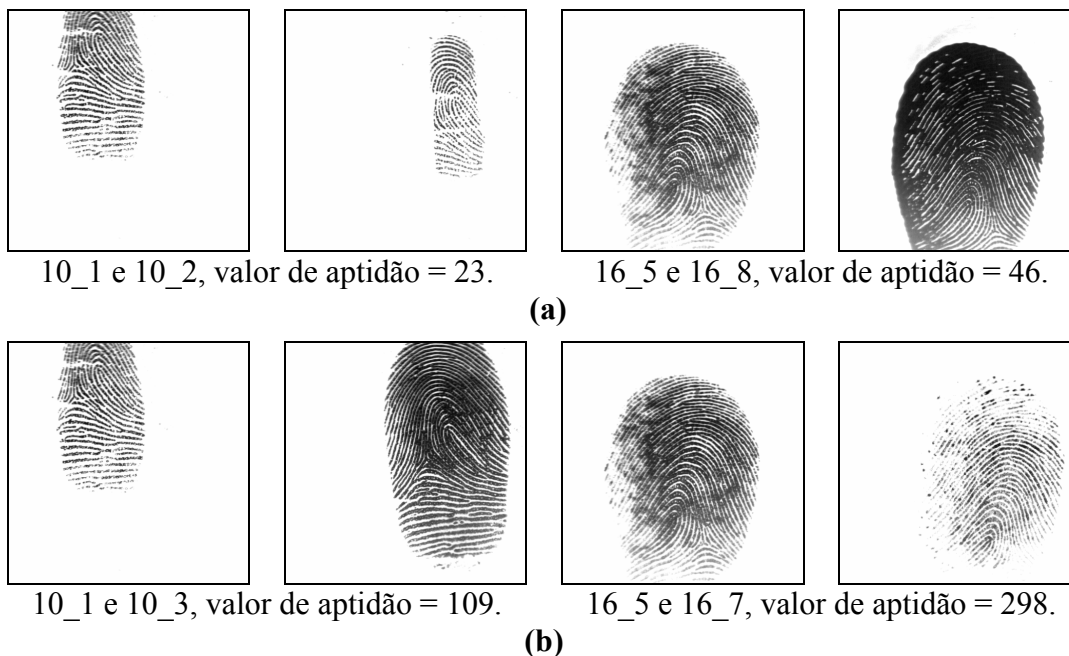 10_1 e 10_2, valor de aptidão = 23. 16_5 e 16_8, valor de aptidão = 46.
(a)
10_1 e 10_3, valor de aptidão = 109. 16_5 e 16_7, valor de aptidão = 298.
(b)